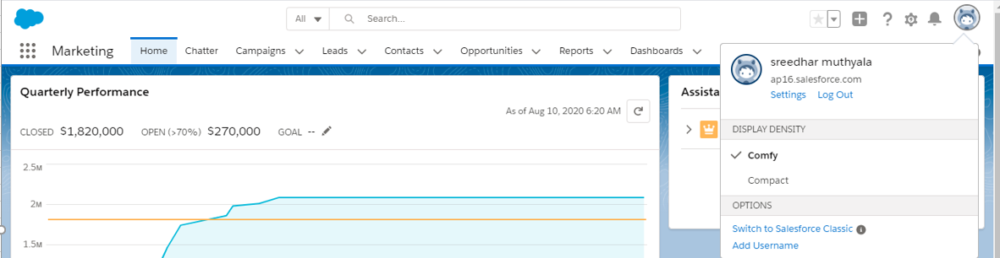 All Search...
Marketing Home Chatter Campaigns Leads Contacts Opportunities Reports Dashboards
Quarterly Performance
As of Aug 10, 2020 6:20 AM
CLOSED $1,820,000 OPEN (>70%) $270,000 GOAL --
2.5M
2M
1.5M
Assista
sreedhar muthyala
ap16.salesforce.com
Settings Log Out
DISPLAY DENSITY
Comfy
Compact
OPTIONS
Switch to Salesforce Classic
Add Username